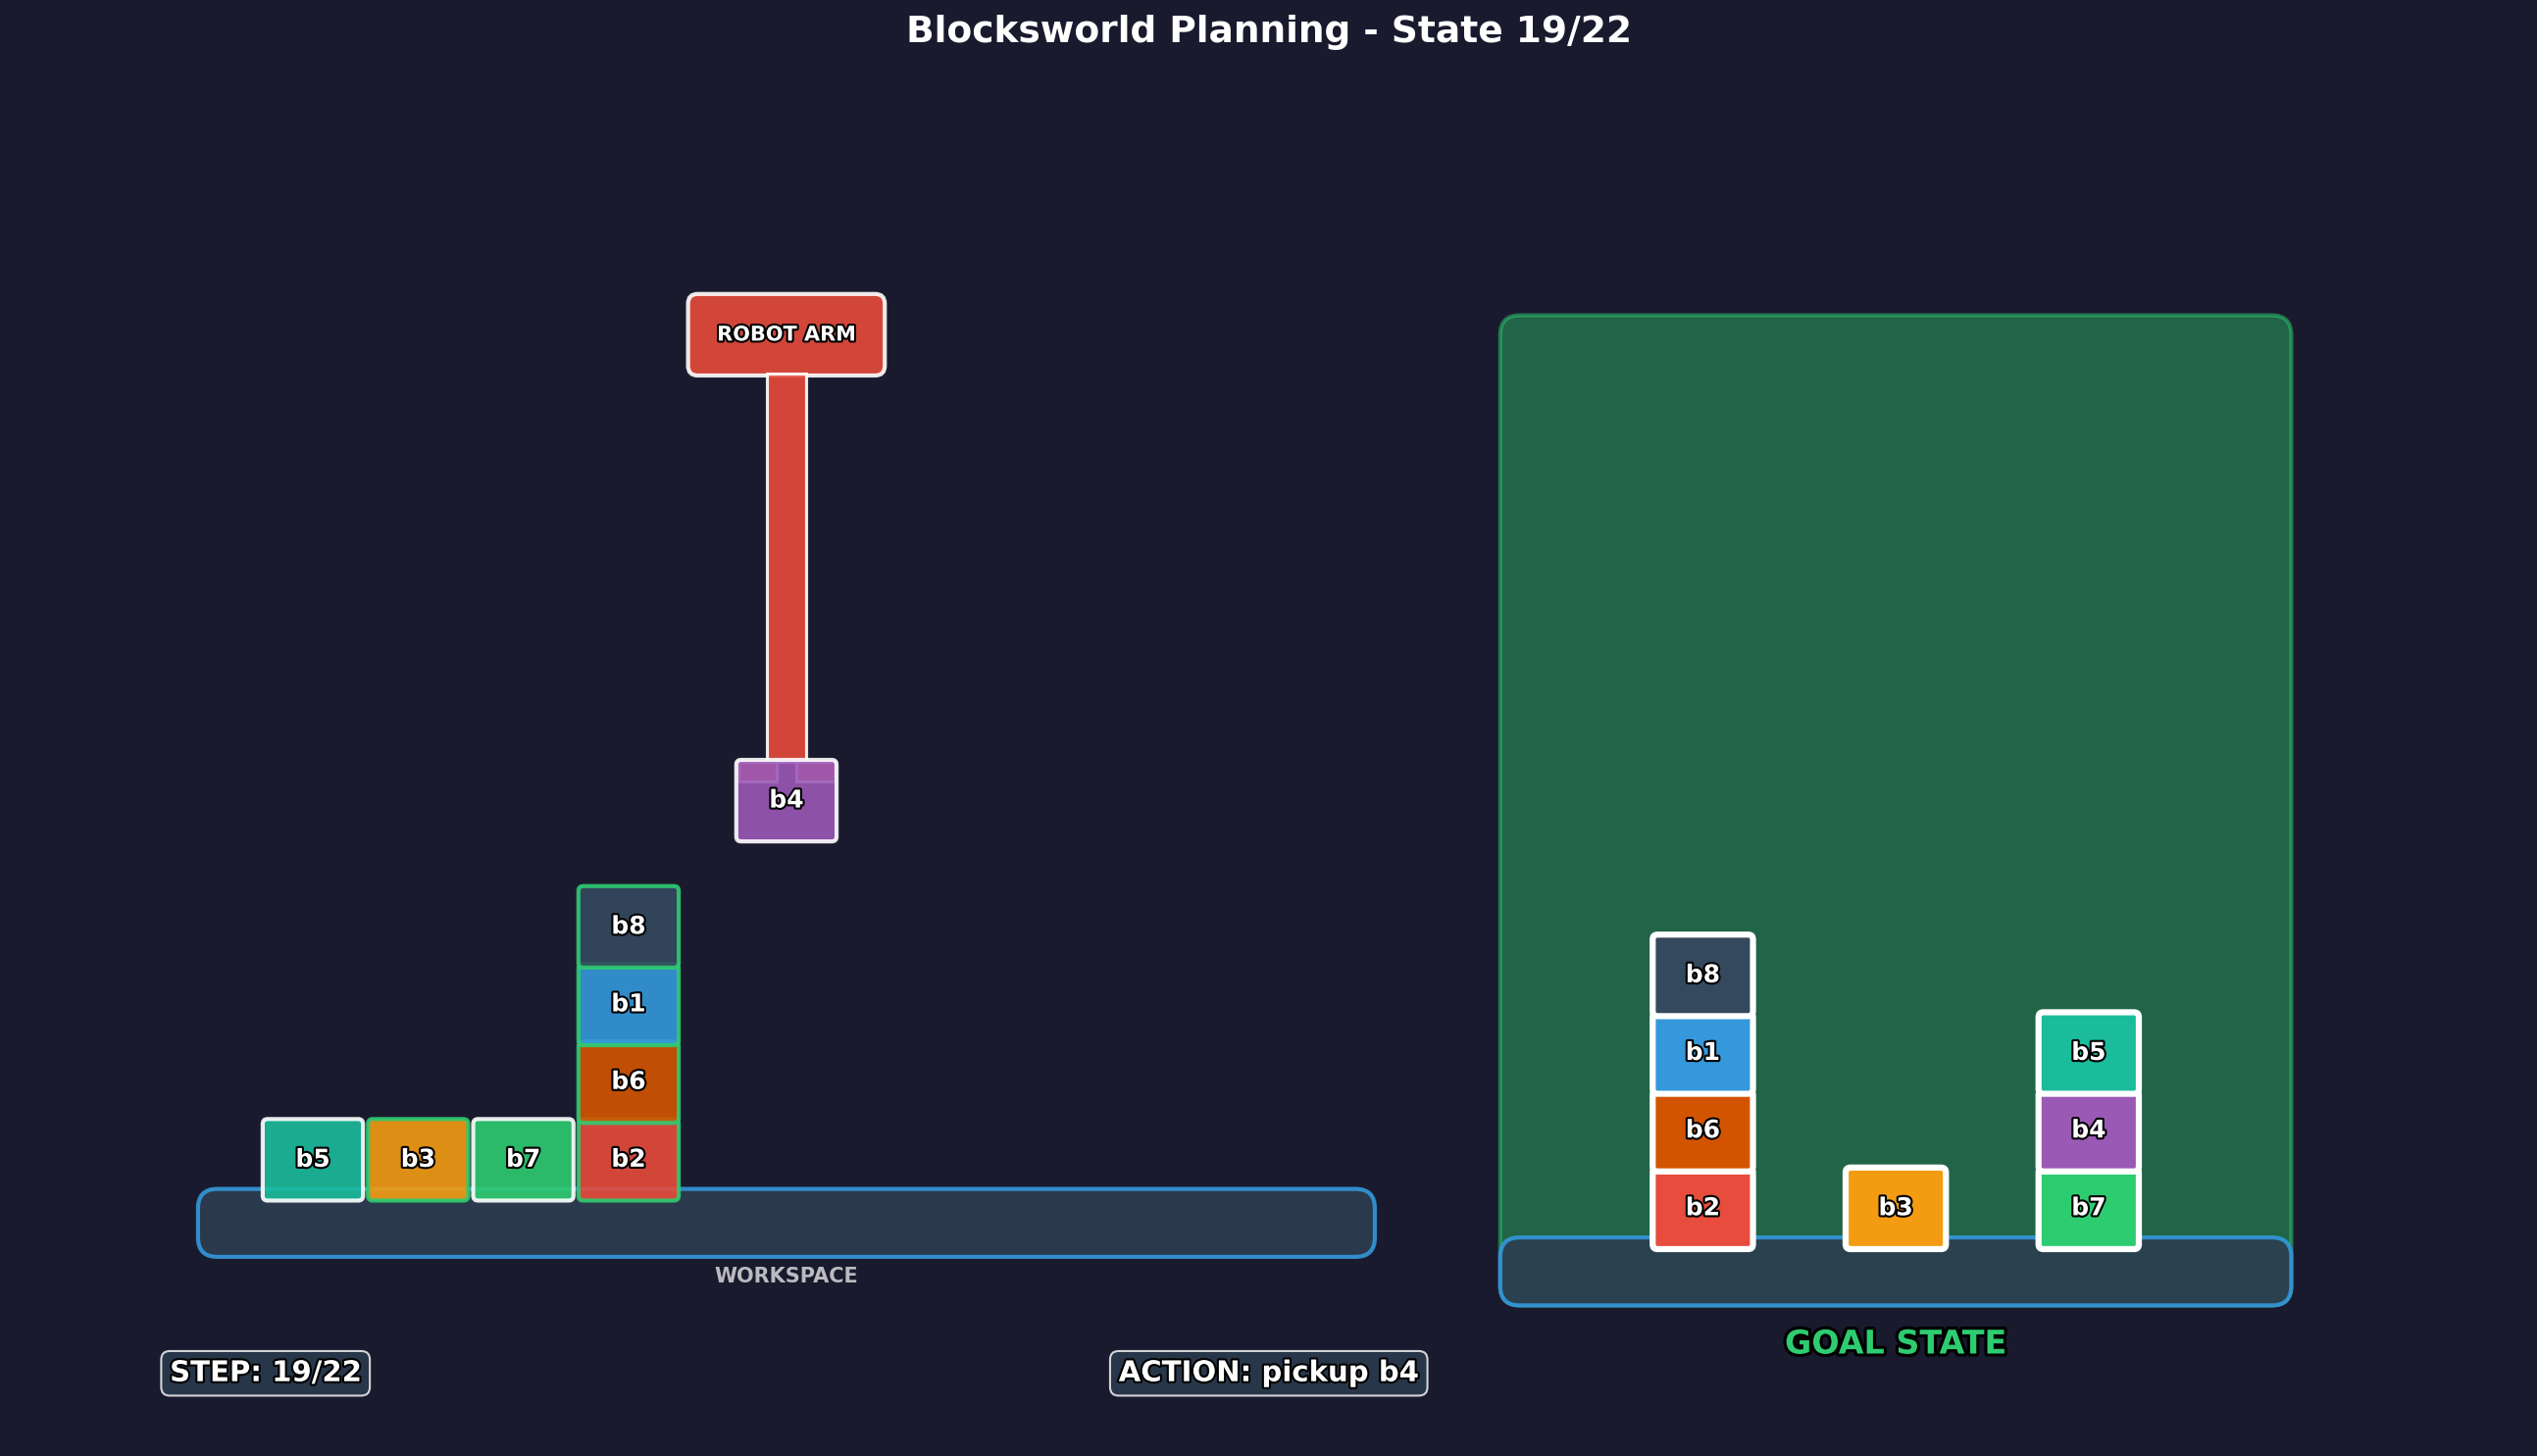 Blocksworld Planning - State 19/22
ROBOT ARM
b4
b8
b1
b6
b5 b3 b7 b2
WORKSPACE
b8
b1 b5
b6 b4
b2 b3 b7
GOAL STATE
STEP: 19/22
ACTION: pickup b4